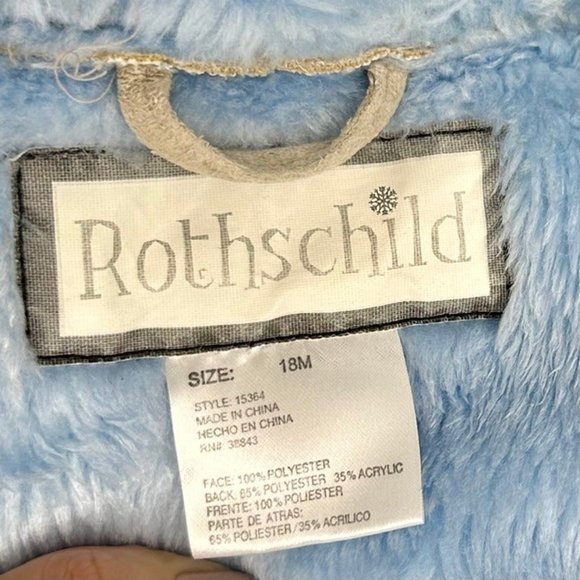 Rothschild
SIZE: 18M
STYLE: 15364
MADE IN CHINA
HECHO EN CHINA
RN#: 38843
FACE: 100% POLYESTER
BACK: 65% POLYESTER 35% ACRYLIC
FRENTE: 100% POLIESTER
PARTE DE ATRAS:
65% POLIESTER/35% ACRILICO